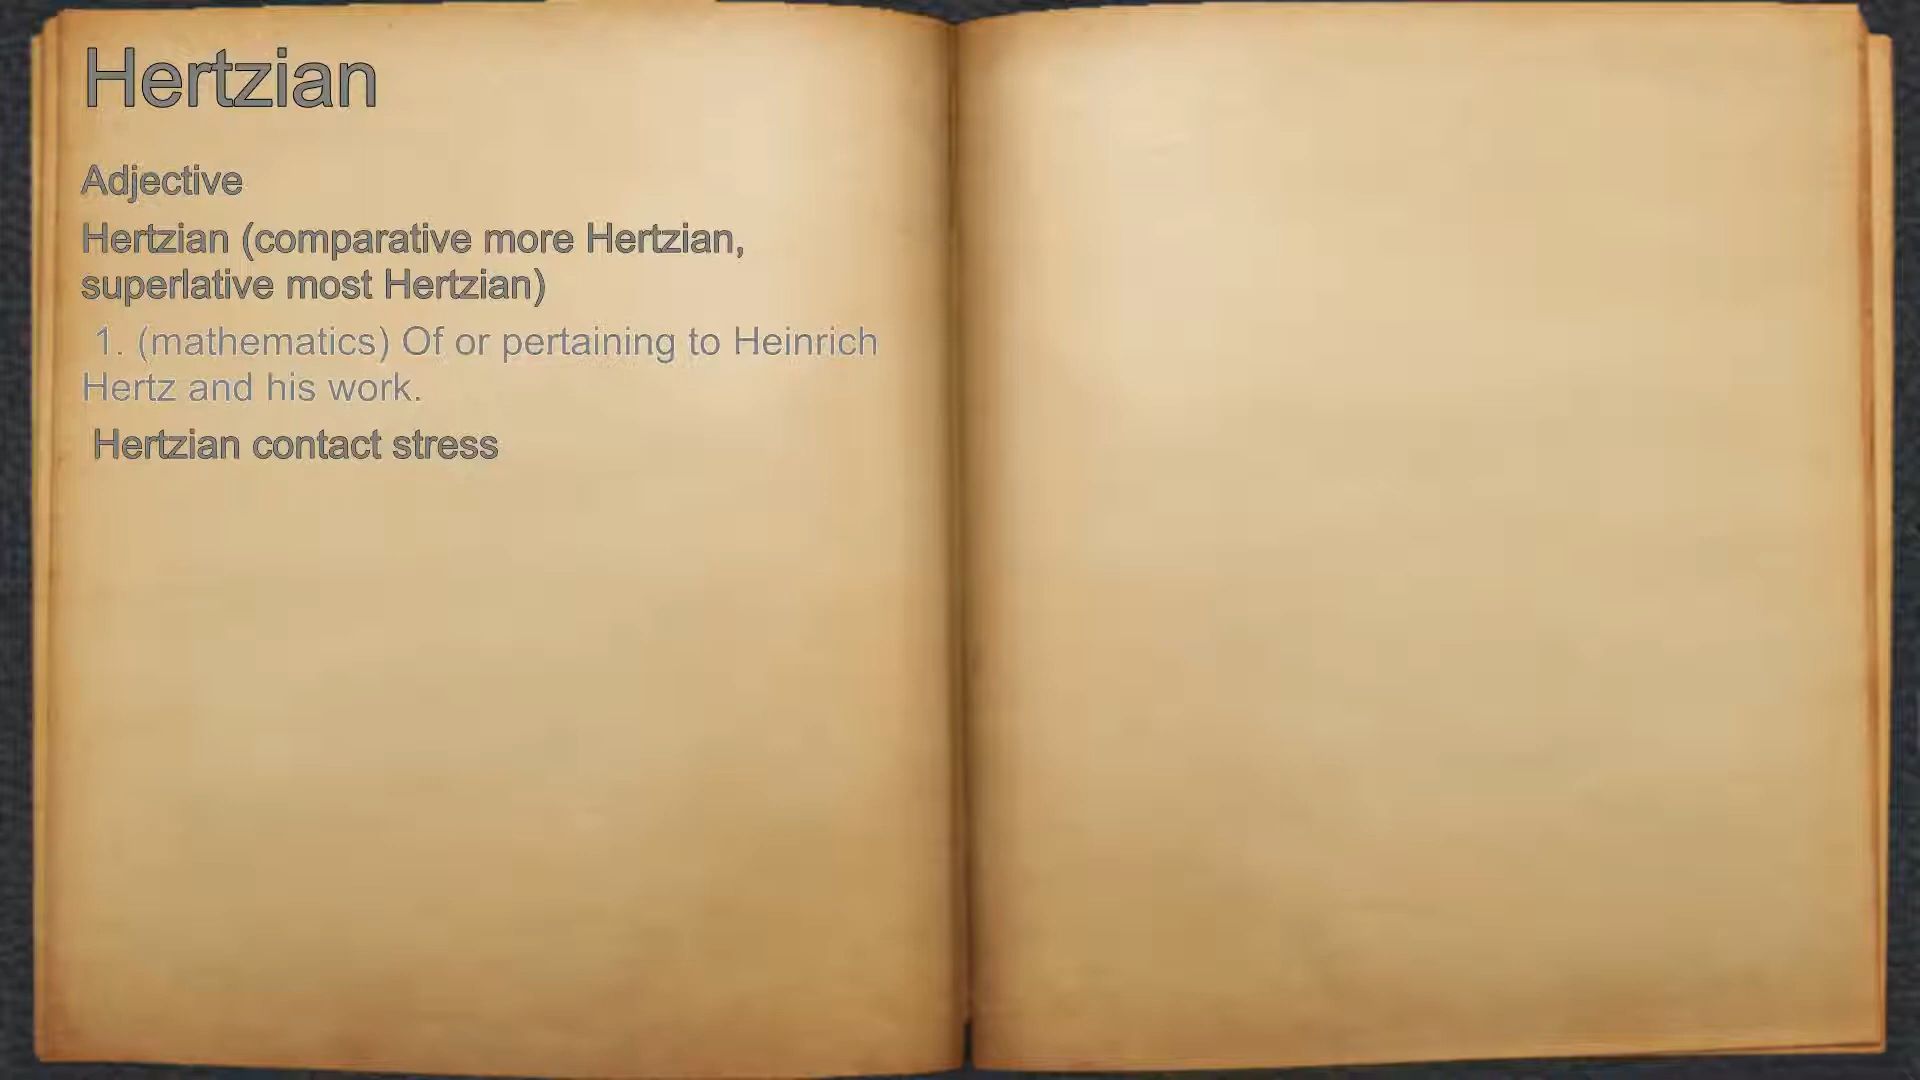 Hertzian
Adjective
Hertzian (comparative more Hertzian,
superlative most Hertzian)
1. (mathematics) Of or pertaining to Heinrich
Hertz and his work.
Hertzian contact stress